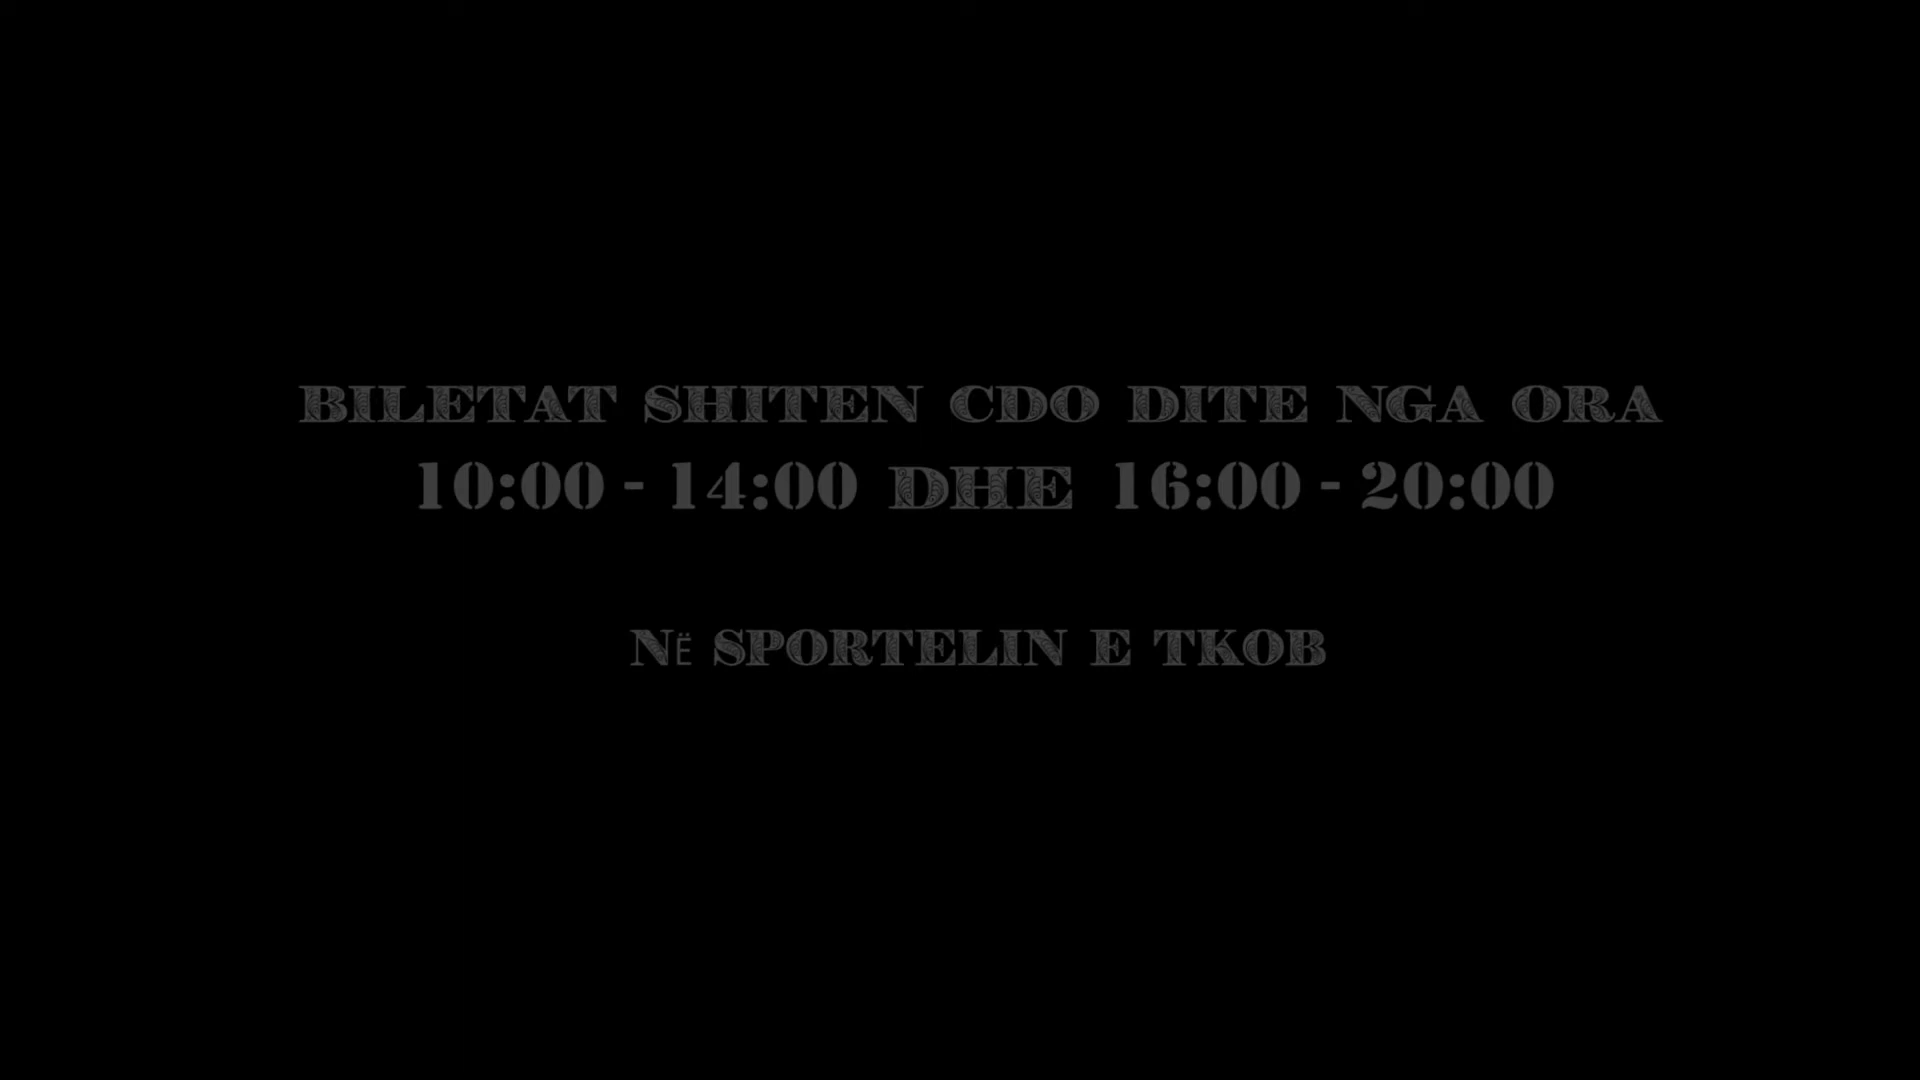 BILETAT SHITEN CDO DITE NGA ORA
10:00 - 14:00 DHE 16:00 - 20:00
NË SPORTELIN E TKOB